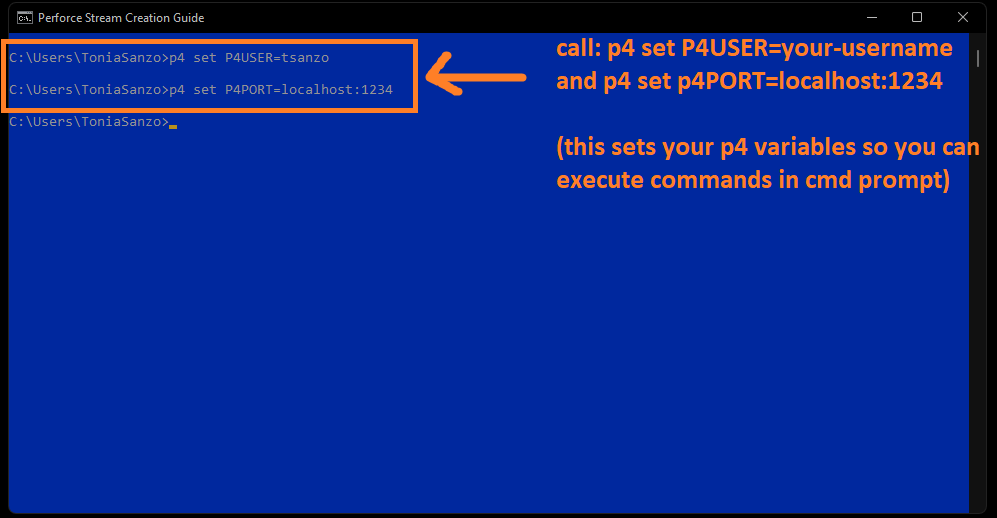 Perforce Stream Creation Guide
C:\Users\ToniaSanzo>p4 set P4USER=tsanzo
C:\Users\ToniaSanzo>p4 set P4PORT=localhost:1234
C:\Users\ToniaSanzo>
call: p4 set P4USER=your-username
and p4 set p4PORT=localhost:1234
(this sets your p4 variables so you can
execute commands in cmd prompt)